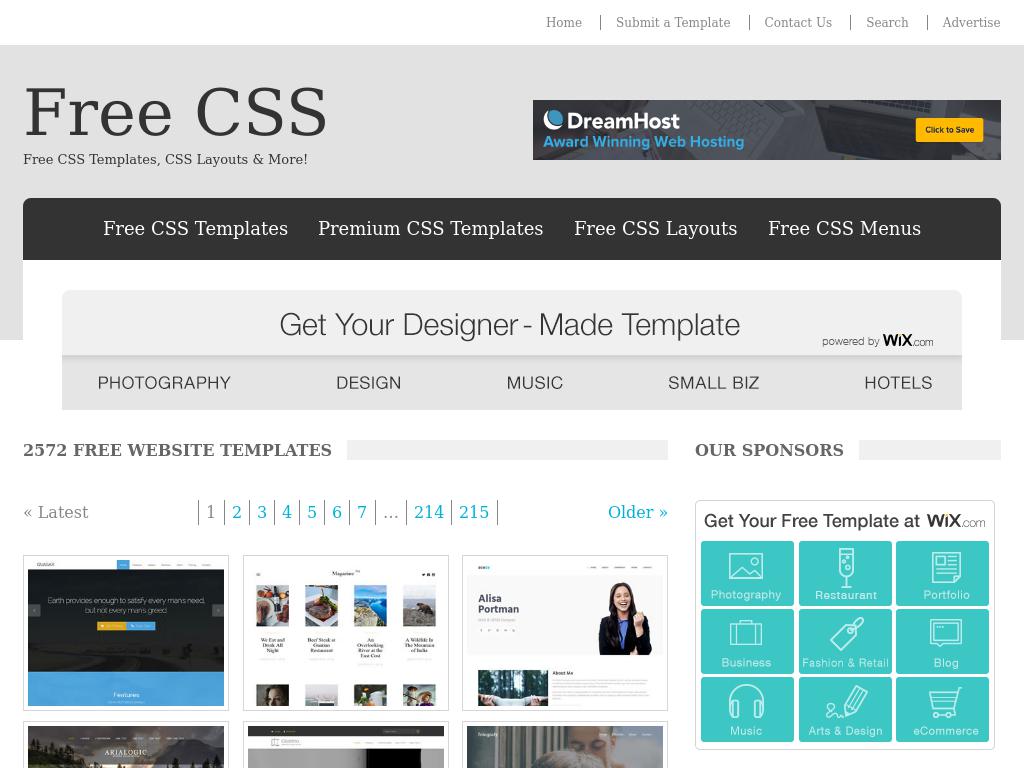 Home Submit a Template Contact Us Search Advertise
Free CSS
Free CSS Templates, CSS Layouts & More!
DreamHost
Award Winning Web Hosting
Click to Save
Free CSS Templates Premium CSS Templates Free CSS Layouts Free CSS Menus
Get Your Designer - Made Template
powered by WiX.com
PHOTOGRAPHY DESIGN MUSIC SMALL BIZ HOTELS
2572 FREE WEBSITE TEMPLATES
« Latest 1 2 3 4 5 6 7 ... 214 215 Older »
Earth provides enough to satisfy every mans need,
but not every man's greed
Features
Magazine
We Eat and
Drink All
Night
Beef Steak at
Goatan
Restaurant
An
Overlooking
River at the
East Cost
A Wildlife In
The Mountain
of India
Alisa
Portman
About Me
ARIALOGIC
OUR SPONSORS
Get Your Free Template at WiX.com
Photography Restaurant Portfolio
Business Fashion & Retail Blog
Music Arts & Design eCommerce